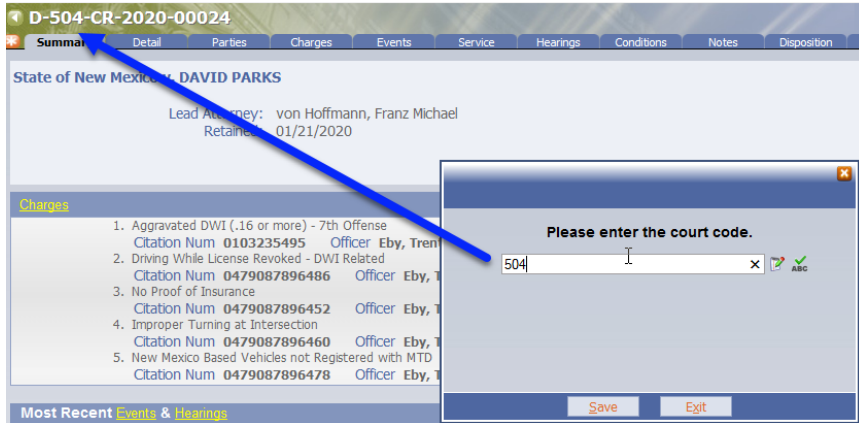 D-504-CR-2020-00024
Summar Detail Parties Charges Events Service Hearings Conditions Notes Disposition
State of New Mexico v. DAVID PARKS
Lead Attorney: von Hoffmann, Franz Michael
Retained: 01/21/2020
Charges
1. Aggravated DWI (.16 or more) - 7th Offense
Citation Num 0103235495 Officer Eby, Tren
2. Driving While License Revoked - DWI Related
Citation Num 0479087896486 Officer Eby, T
3. No Proof of Insurance
Citation Num 0479087896452 Officer Eby, T
4. Improper Turning at Intersection
Citation Num 0479087896460 Officer Eby, T
5. New Mexico Based Vehicles not Registered with MTD
Citation Num 0479087896478 Officer Eby, T
Most Recent Events & Hearings
Please enter the court code.
504
ABC
Save Exit